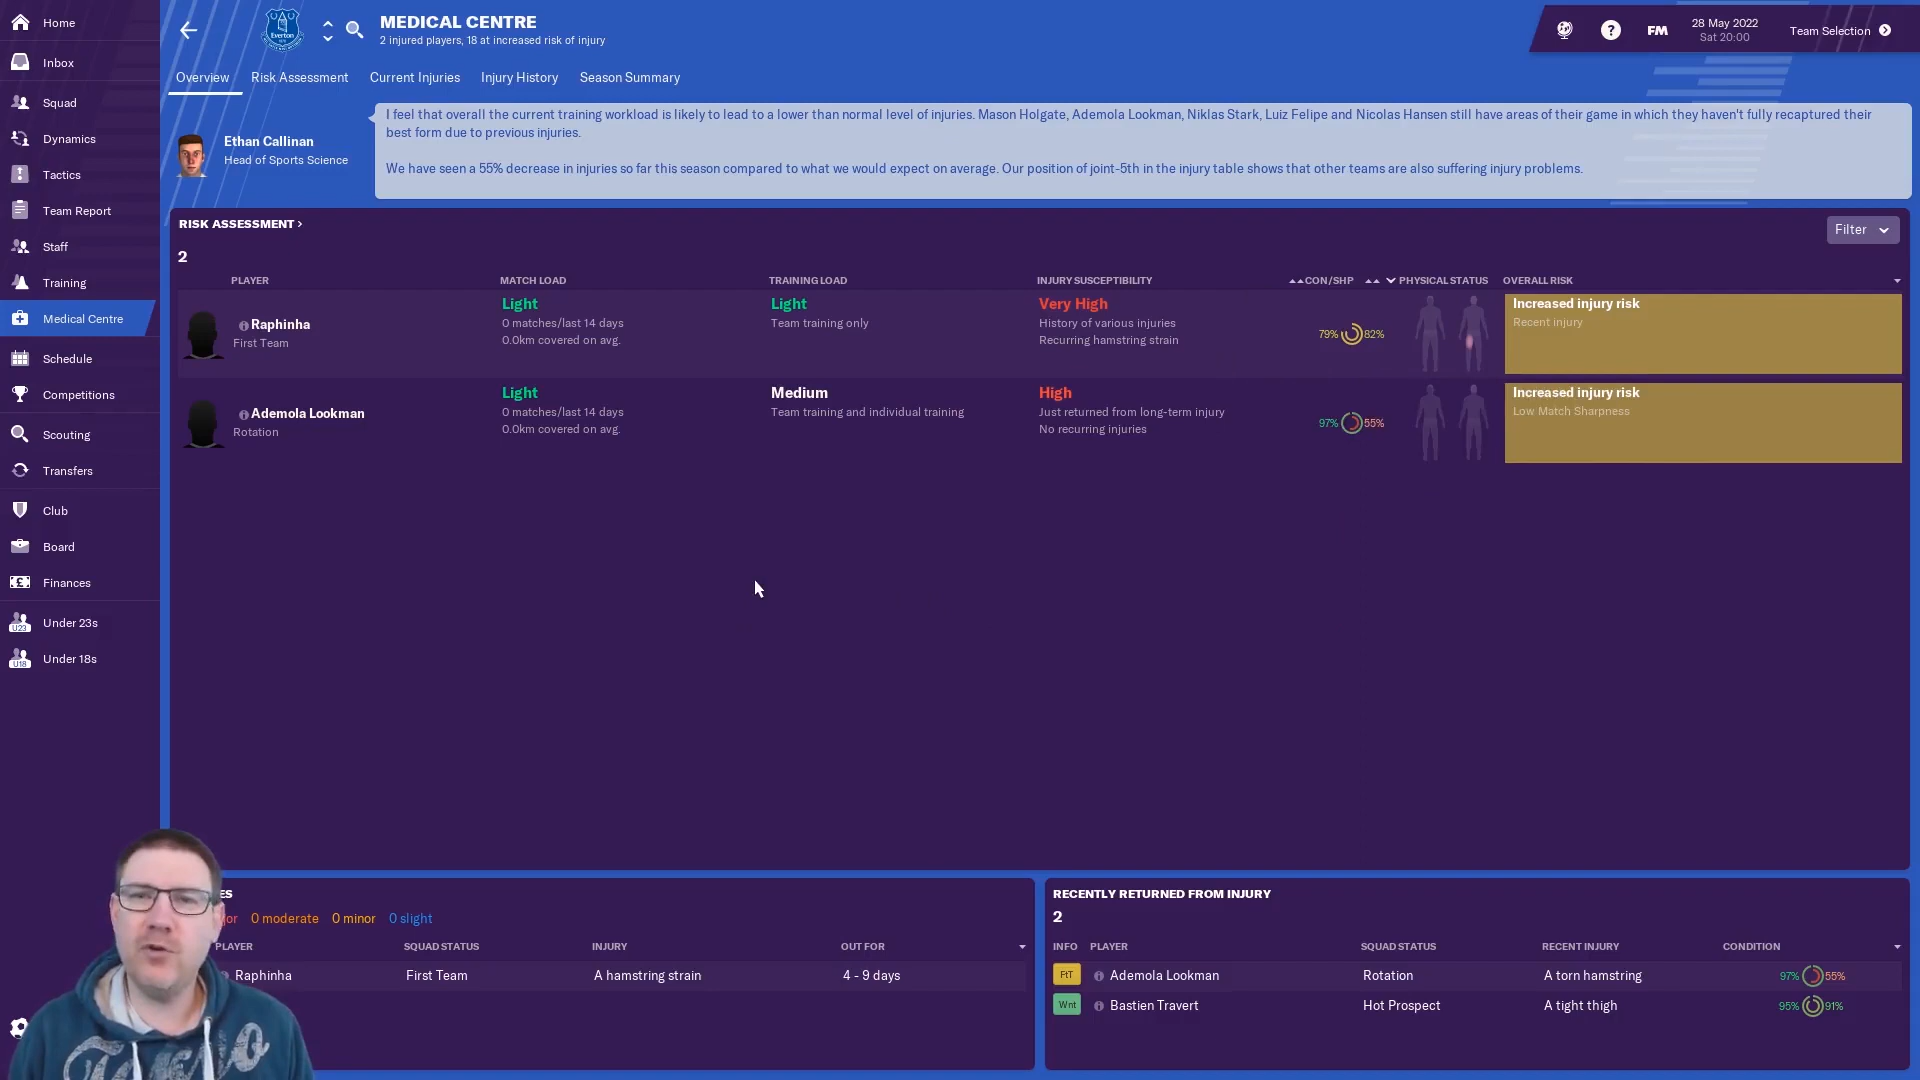 Home
MEDICAL CENTRE
2 injured players, 18 at increased risk of injury
Everton
?
FM
28 May 2022
Sat 20:00
Team Selection
Inbox
Squad
Dynamics
Tactics
Team Report
Staff
Training
Medical Centre
Schedule
Competitions
Scouting
Transfers
Club
Board
Finances
U23
Under 23s
U18
Under 18s
Overview
Risk Assessment
Current Injuries
Injury History
Season Summary
Ethan Callinan
Head of Sports Science
I feel that overall the current training workload is likely to lead to a lower than normal level of injuries. Mason Holgate, Ademola Lookman, Niklas Stark, Luiz Felipe and Nicolas Hansen still have areas of their game in which they haven't fully recaptured their
best form due to previous injuries.
We have seen a 55% decrease in injuries so far this season compared to what we would expect on average. Our position of joint-5th in the injury table shows that other teams are also suffering injury problems.
RISK ASSESSMENT >
Filter
2
PLAYER MATCH LOAD TRAINING LOAD INJURY SUSCEPTIBILITY CON/SHP PHYSICAL STATUS OVERALL RISK
Raphinha
First Team
Light
0 matches/last 14 days
0.0km covered on avg.
Light
Team training only
Very High
History of various injuries
Recurring hamstring strain
79% 82%
Increased injury risk
Recent injury
Ademola Lookman
Rotation
Light
0 matches/last 14 days
0.0km covered on avg.
Medium
Team training and individual training
High
Just returned from long-term injury
No recurring injuries
97% 55%
Increased injury risk
Low Match Sharpness
ES
jor 0 moderate 0 minor 0 slight
PLAYER SQUAD STATUS INJURY OUT FOR
Raphinha First Team A hamstring strain 4 - 9 days
RECENTLY RETURNED FROM INJURY
2
INFO PLAYER SQUAD STATUS RECENT INJURY CONDITION
FtT Ademola Lookman Rotation A torn hamstring 97% 55%
Wnt Bastien Travert Hot Prospect A tight thigh 95% 91%